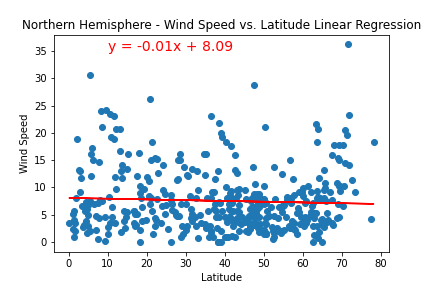 Northern Hemisphere - Wind Speed vs. Latitude Linear Regression
y = -0.01x + 8.09
35
30
25
20
15
10
5
0
Wind Speed
0 10 20 30 40 50 60 70 80
Latitude